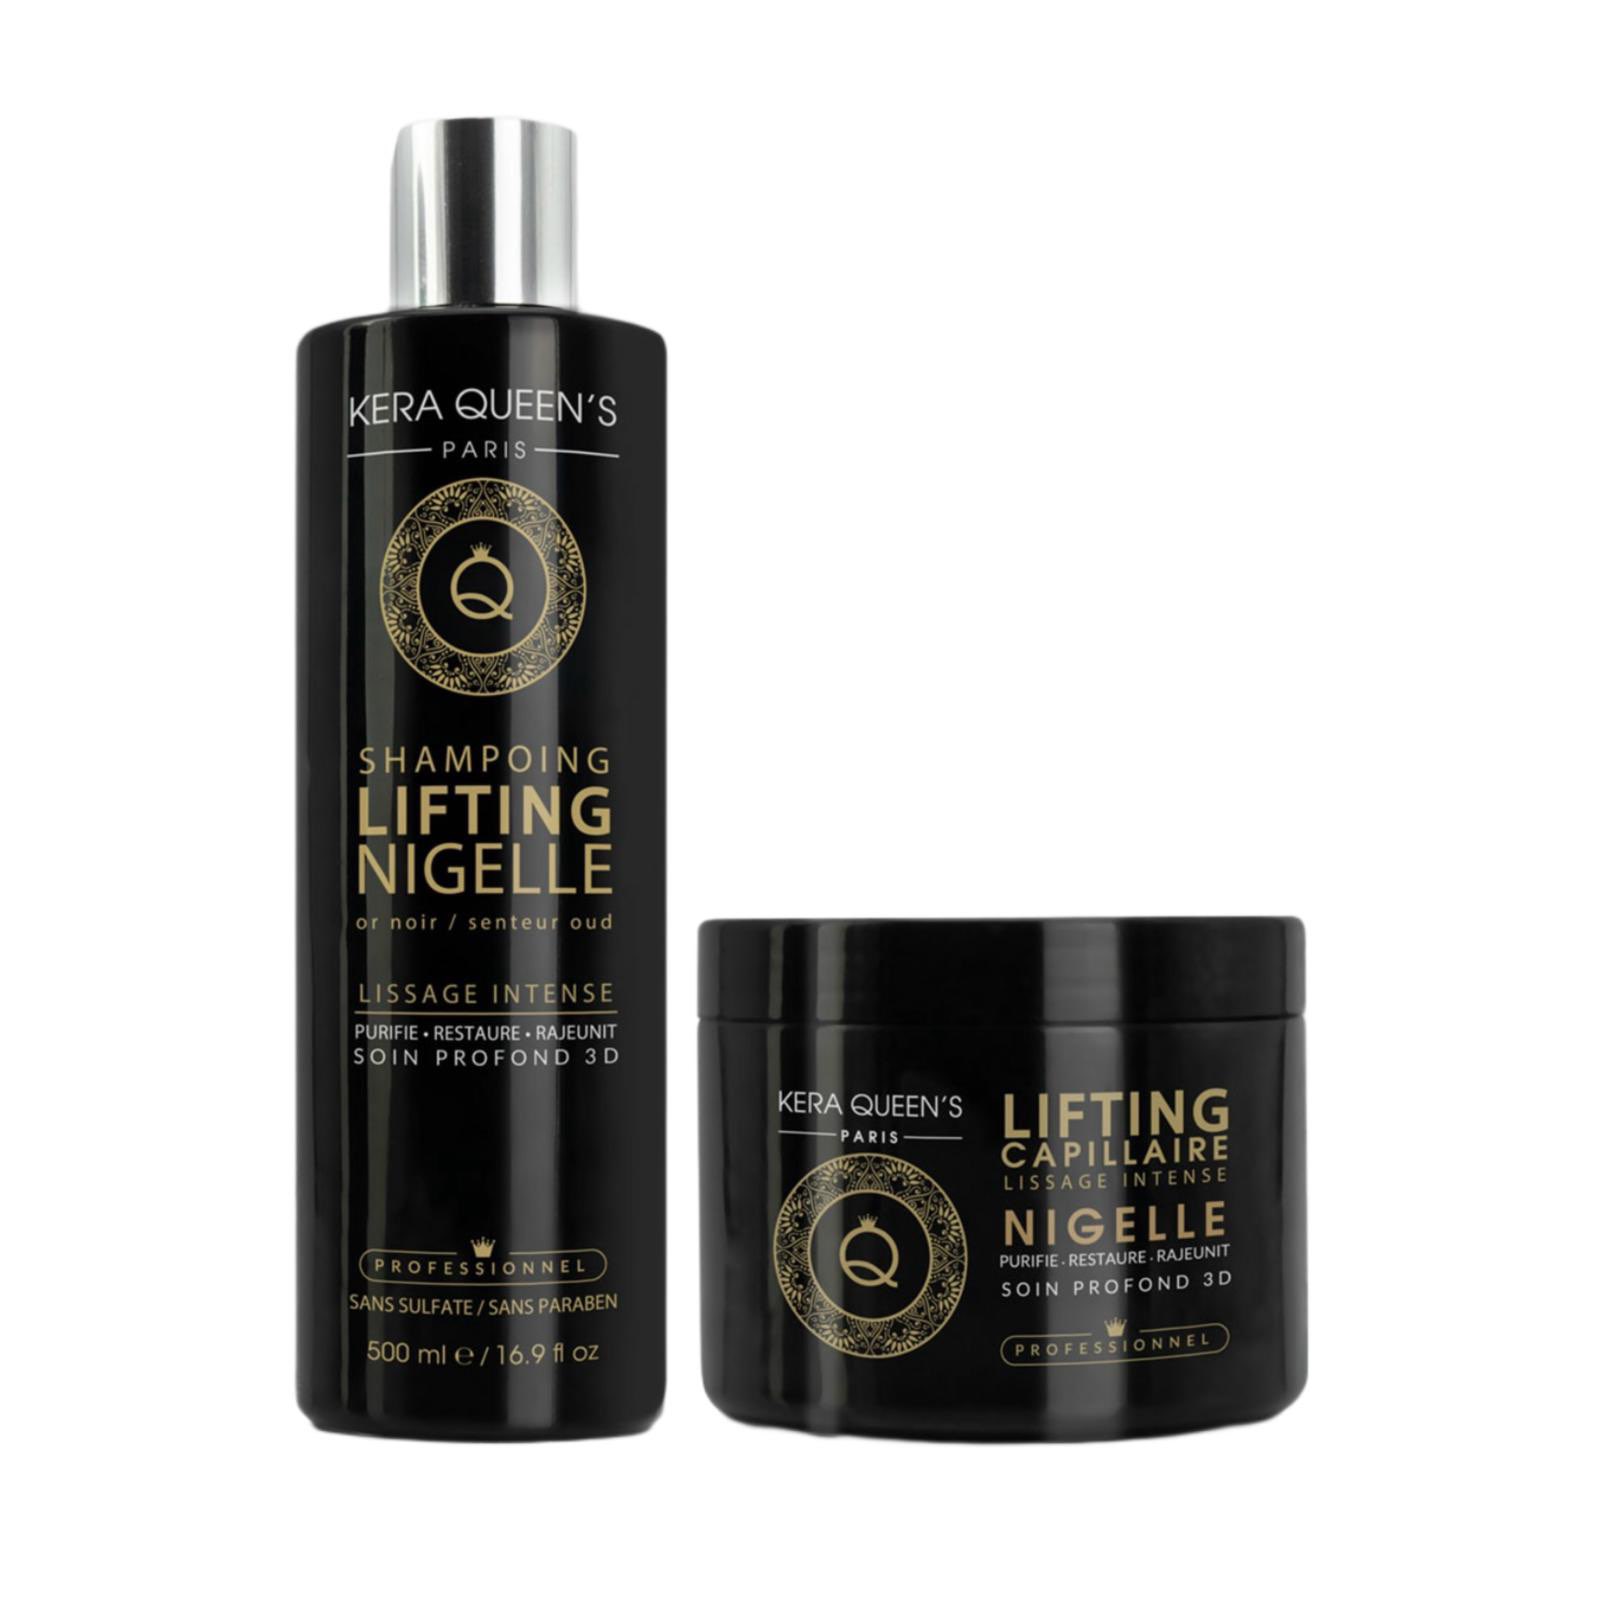 KERA QUEEN'S
PARIS
Q
SHAMPOING
LIFTING
NIGELLE
or noir / senteur oud
LISSAGE INTENSE
PURIFIE • RESTAURE • RAJEUNIT
SOIN PROFOND 3D
PROFESSIONNEL
SANS SULFATE / SANS PARABEN
500 ml e / 16.9 fl oz
KERA QUEEN'S
PARIS
Q
LIFTING
CAPILLAIRE
LISSAGE INTENSE
NIGELLE
PURIFIE . RESTAURE . RAJEUNIT
SOIN PROFOND 3D
PROFESSIONNEL